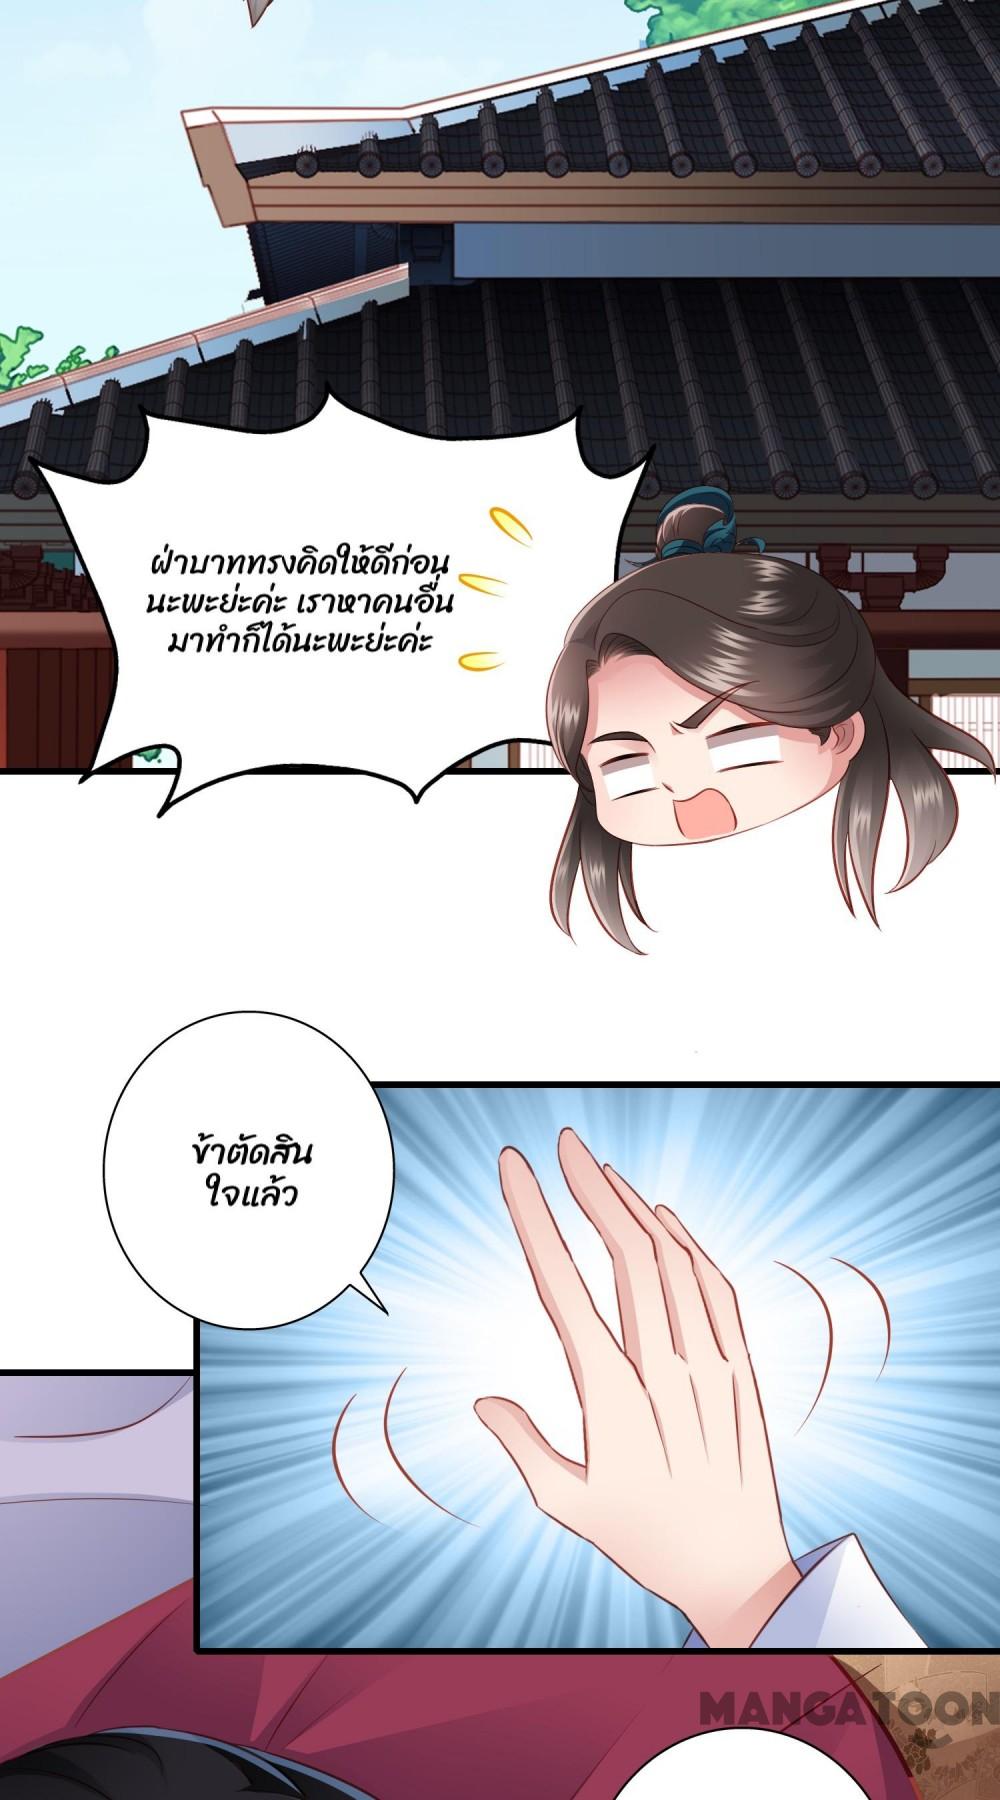 ฝ่าบาททรงคิดให้ดีก่อน
นะพะย่ะค่ะ เราหาคนอื่น
มาทำก็ได้นะพะย่ะค่ะ
ข้าตัดสิน
ใจแล้ว
MANGATOON